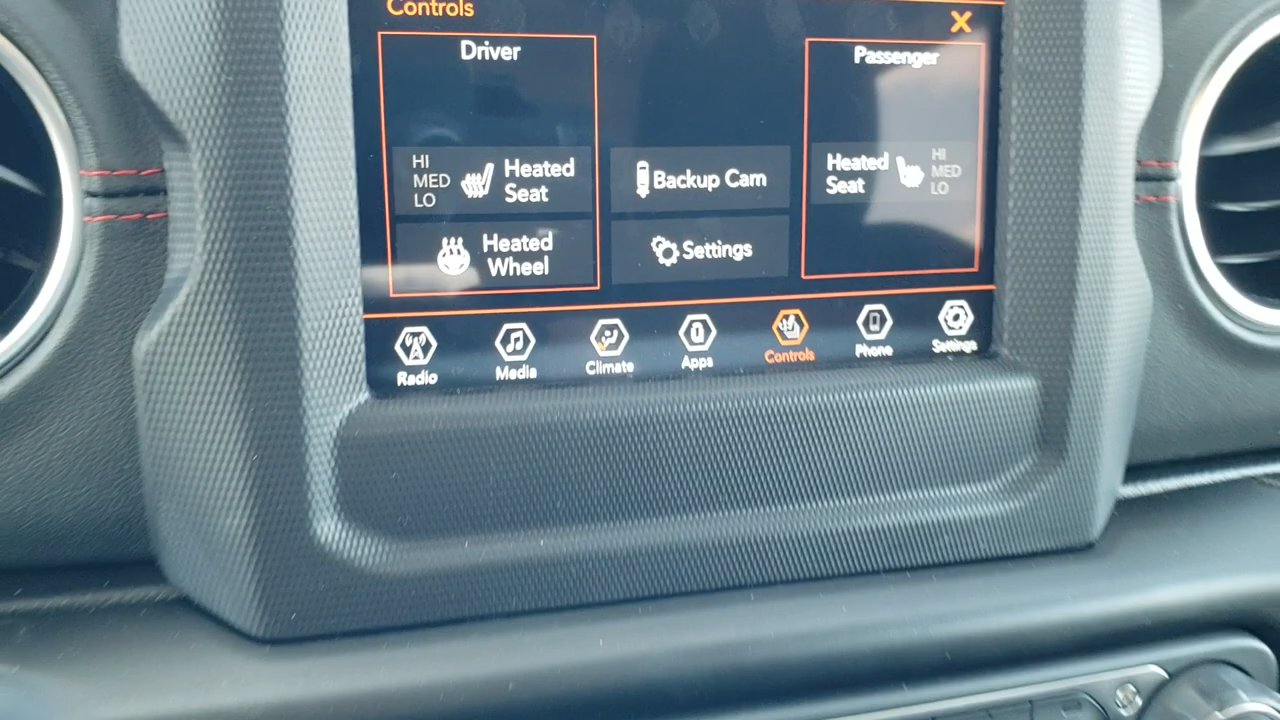 Controls
X
Driver
Passenger
HI
MED
LO
Heated
Seat
Backup Cam
Heated
Seat
HI
MED
LO
Heated
Wheel
Settings
Radio
Media
Climate
Apps
Controls
Phone
Settings